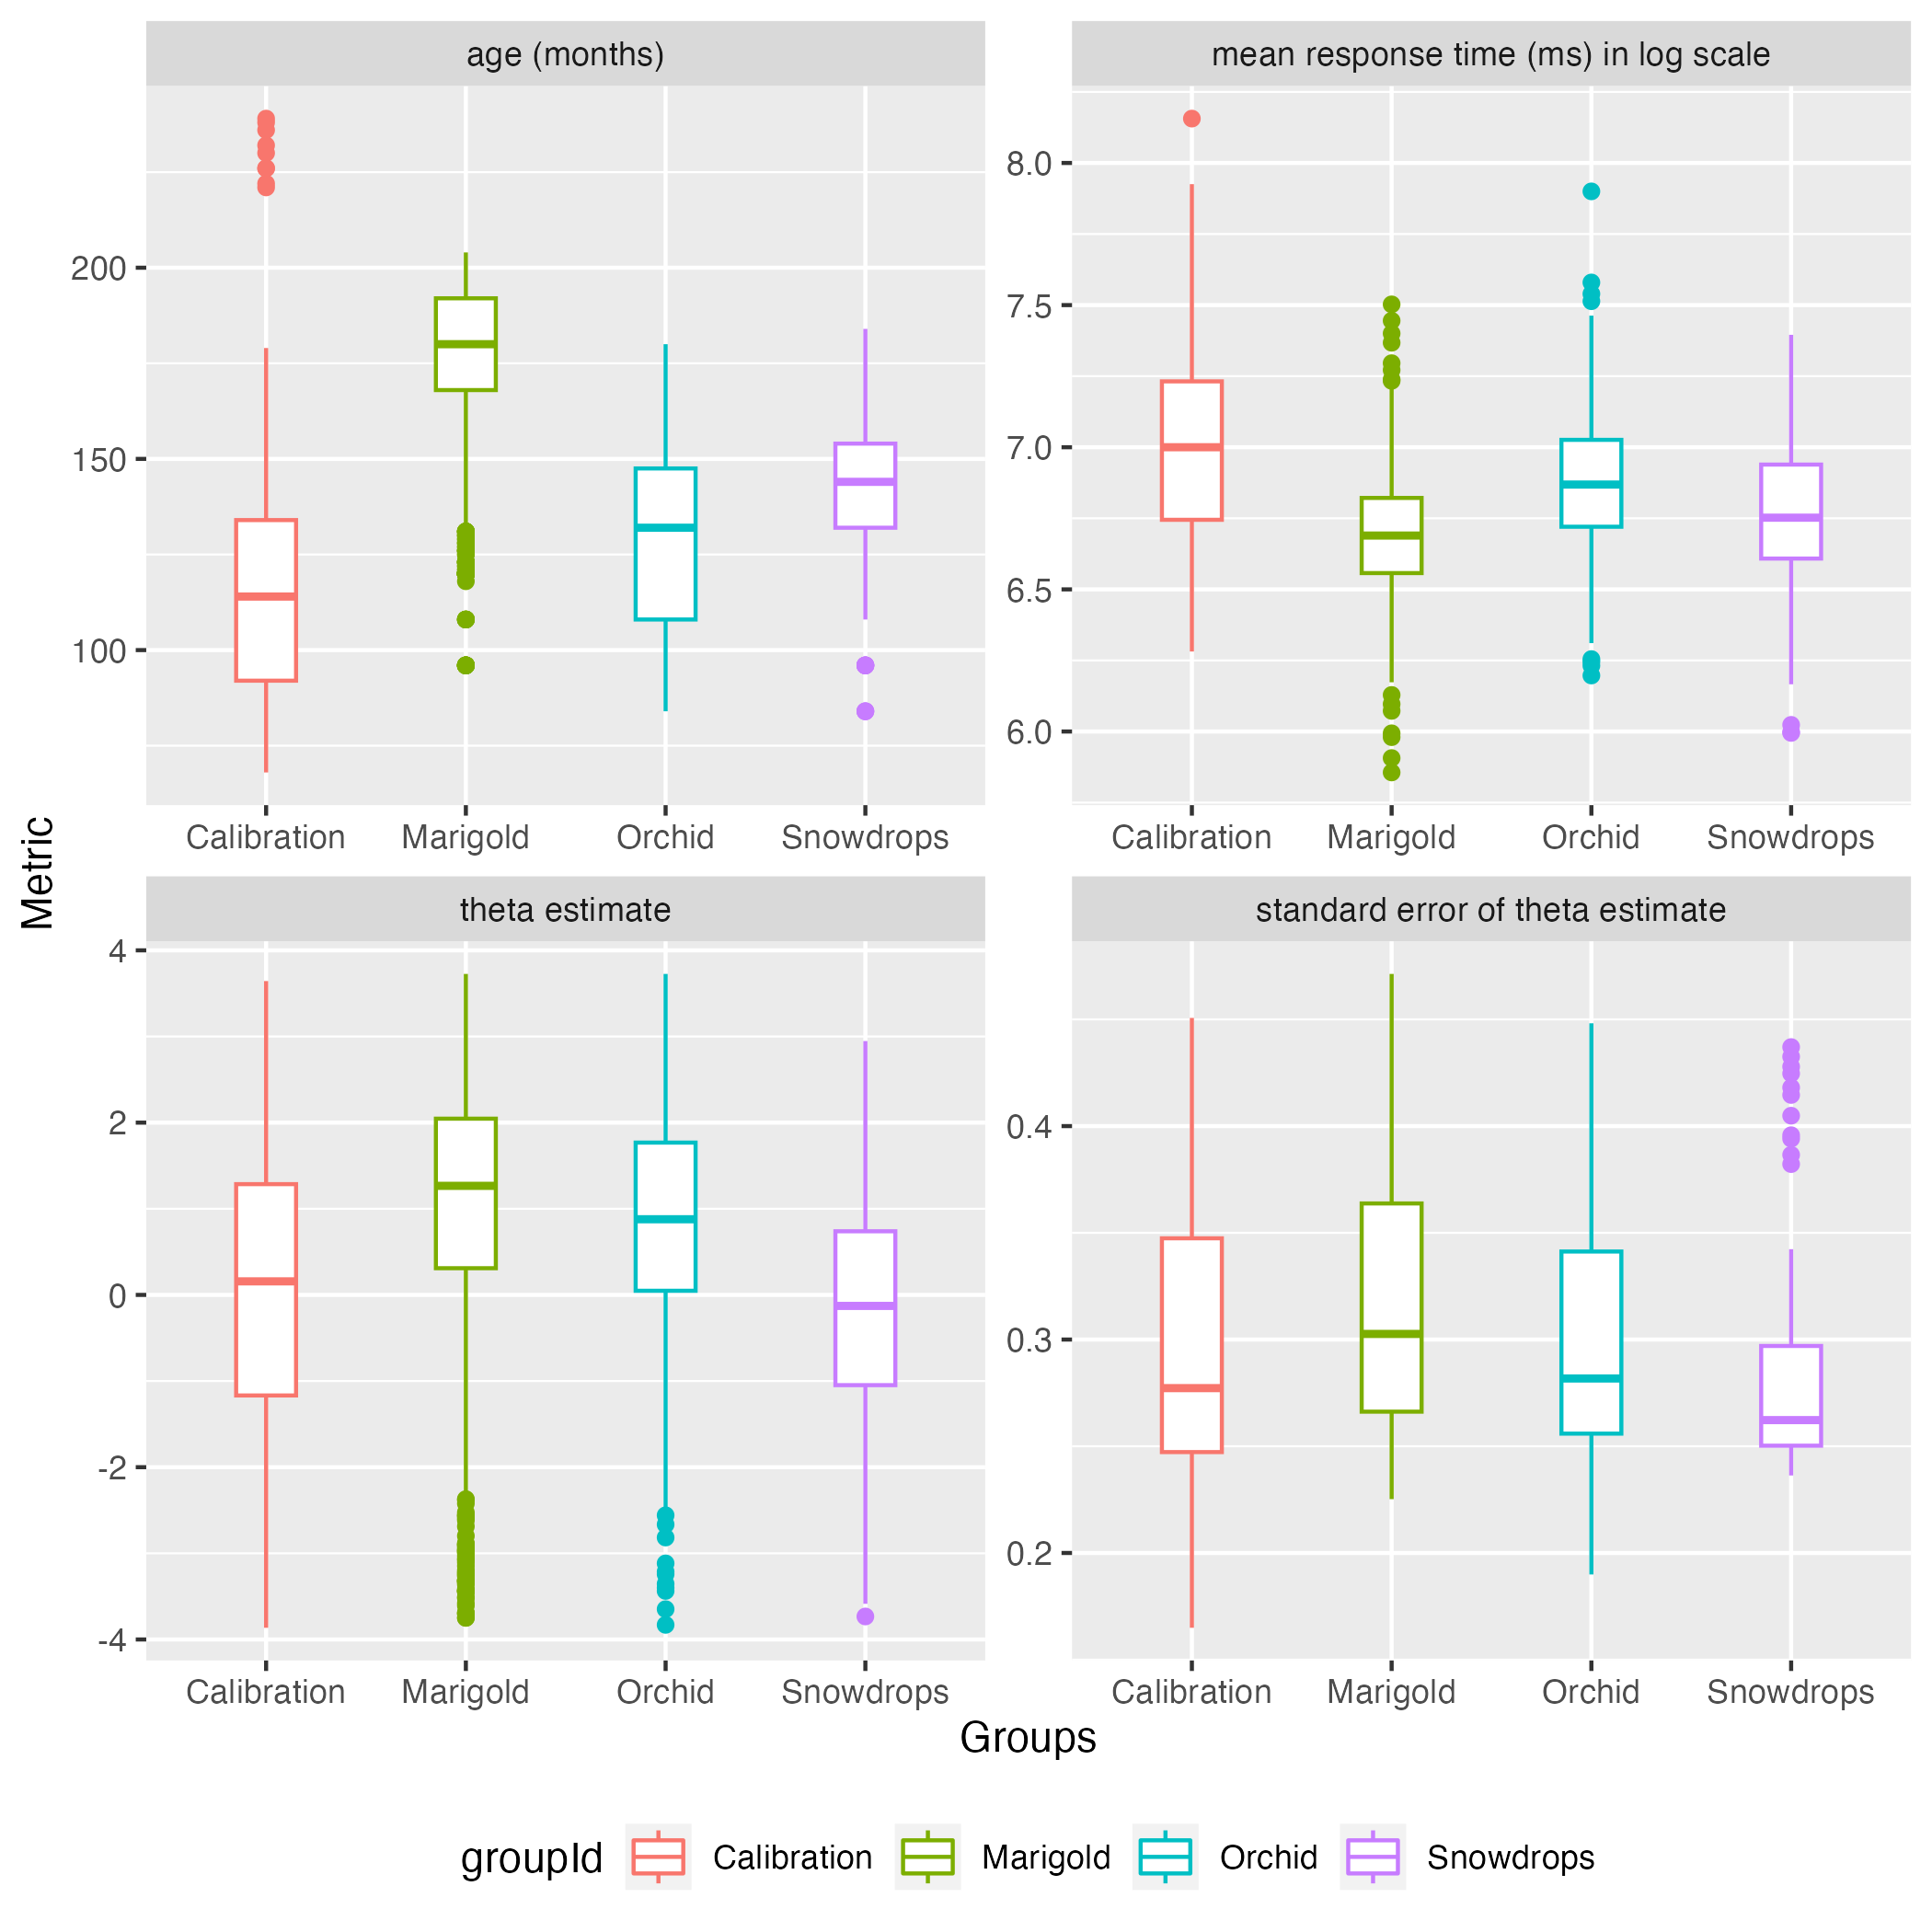 age (months)
mean response time (ms) in log scale
200
150
100
8.0
7.5
7.0
6.5
6.0
Calibration Marigold Orchid Snowdrops
Calibration Marigold Orchid Snowdrops
Metric
theta estimate
standard error of theta estimate
4
2
0
-2
-4
0.4
0.3
0.2
Calibration Marigold Orchid Snowdrops
Calibration Marigold Orchid Snowdrops
Groups
groupId Calibration Marigold Orchid Snowdrops